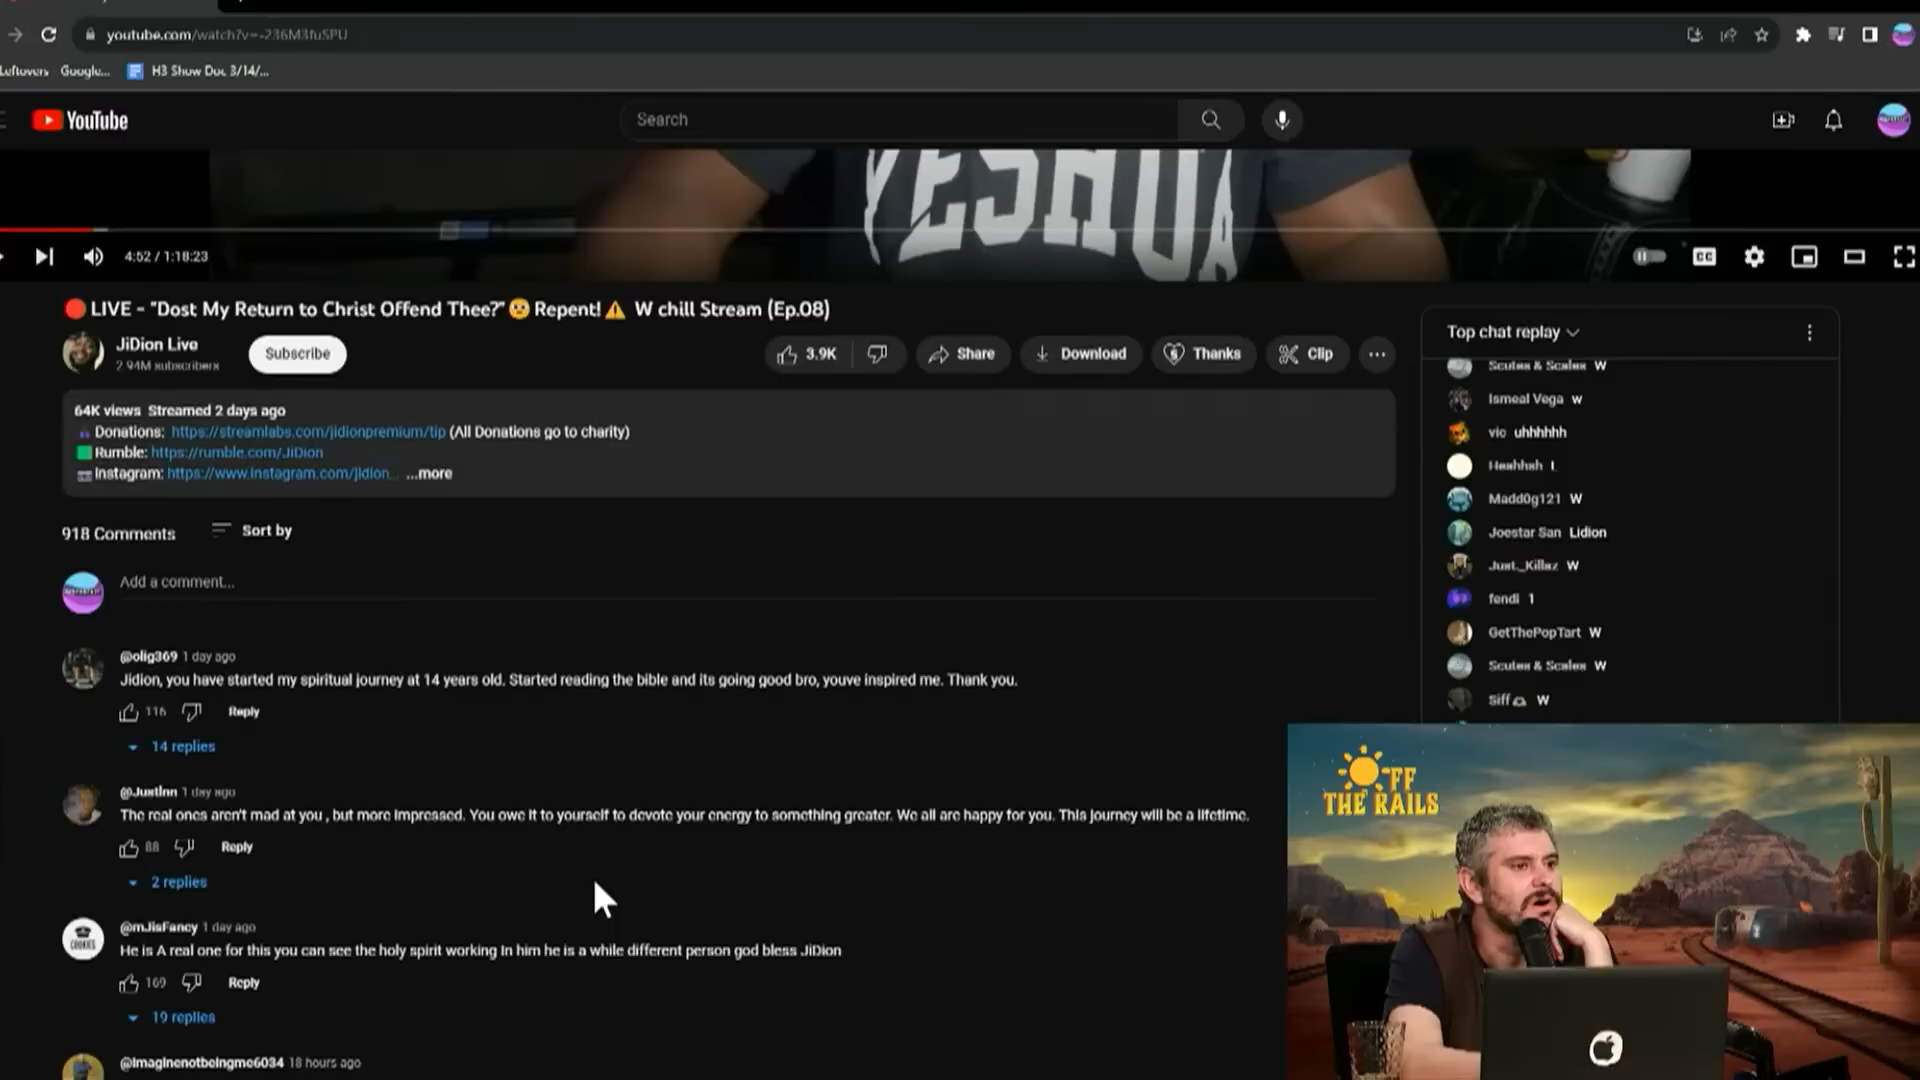 youtube.com/watch?v=-236M3fuSPU
Leftovers
Google...
H3 Show Doc 3/14/...
YouTube
Search
YESHUA
4:52 / 1:18:23
CC
LIVE - "Dost My Return to Christ Offend Thee?" 😳 Repent! ⚠️ W chill Stream (Ep.08)
JiDion Live
2.94M subscribers
Subscribe
3.9K
Share
Download
Thanks
Clip
64K views Streamed 2 days ago
Donations: https://streamlabs.com/jidionpremium/tip (All Donations go to charity)
Rumble: https://rumble.com/JiDion
Instagram: https://www.instagram.com/jidion... ...more
918 Comments
Sort by
Add a comment...
@olig369 1 day ago
Jidion, you have started my spiritual journey at 14 years old. Started reading the bible and its going good bro, youve inspired me. Thank you.
116
Reply
14 replies
@JustInn 1 day ago
The real ones aren't mad at you , but more impressed. You owe it to yourself to devote your energy to something greater. We all are happy for you. This journey will be a lifetime.
88
Reply
2 replies
COOKIES
@mJisFancy 1 day ago
He is A real one for this you can see the holy spirit working in him he is a while different person god bless JiDion
169
Reply
19 replies
@imaginenotbeingme6034 18 hours ago
Top chat replay
Scutes & Scales W
Ismeal Vega w
vic uhhhhhh
Madd0g121 W
Joestar San Lidion
Just._Killaz W
fendi 1
GetThePopTart W
Scutes & Scales W
Siff W
OFF
THE RAILS